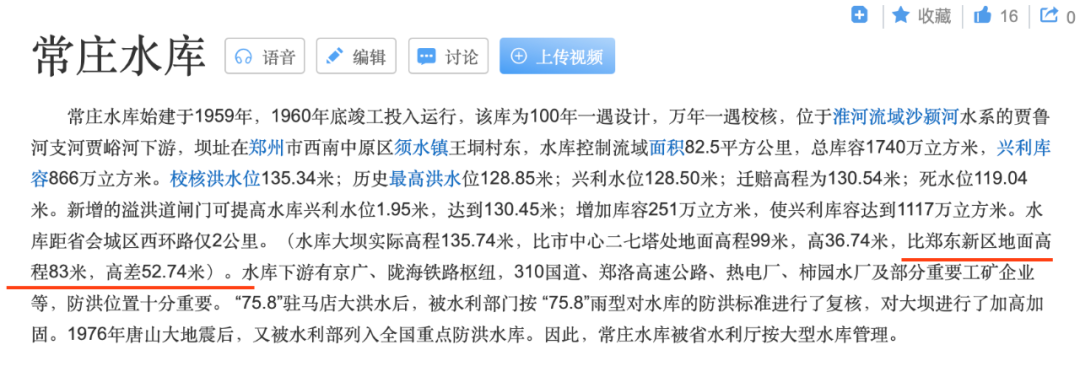 收藏 16 0
常庄水库 语音 编辑 讨论 上传视频
常庄水库始建于1959年，1960年底竣工投入运行，该库为100年一遇设计，万年一遇校核，位于淮河流域沙颍河水系的贾鲁
河支河贾峪河下游，坝址在郑州市西南中原区须水镇王垌村东，水库控制流域面积82.5平方公里，总库容1740万立方米，兴利库
容866万立方米。校核洪水位135.34米；历史最高洪水位128.85米；兴利水位128.50米；迁赔高程为130.54米；死水位119.04
米。新增的溢洪道闸门可提高水库兴利水位1.95米，达到130.45米；增加库容251万立方米，使兴利库容达到1117万立方米。水
库距省会城区西环路仅2公里。（水库大坝实际高程135.74米，比市中心二七塔处地面高程99米，高36.74米，比郑东新区地面高
程83米，高差52.74米）。水库下游有京广、陇海铁路枢纽，310国道、郑洛高速公路、热电厂、柿园水厂及部分重要工矿企业
等，防洪位置十分重要。 “75.8”驻马店大洪水后，被水利部门按 “75.8”雨型对水库的防洪标准进行了复核，对大坝进行了加高加
固。1976年唐山大地震后，又被水利部列入全国重点防洪水库。因此，常庄水库被省水利厅按大型水库管理。